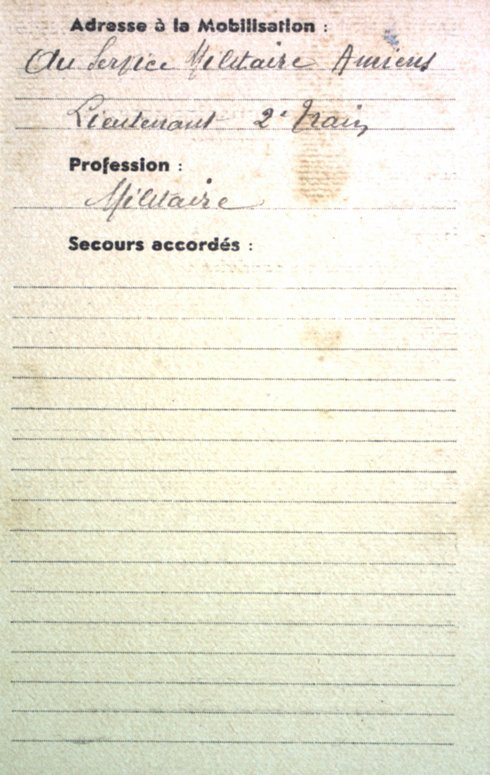 Adresse à la Mobilisation :
Au Service Militaire Amiens
Lieutenant 2e Train
Profession :
Militaire
Secours accordés :